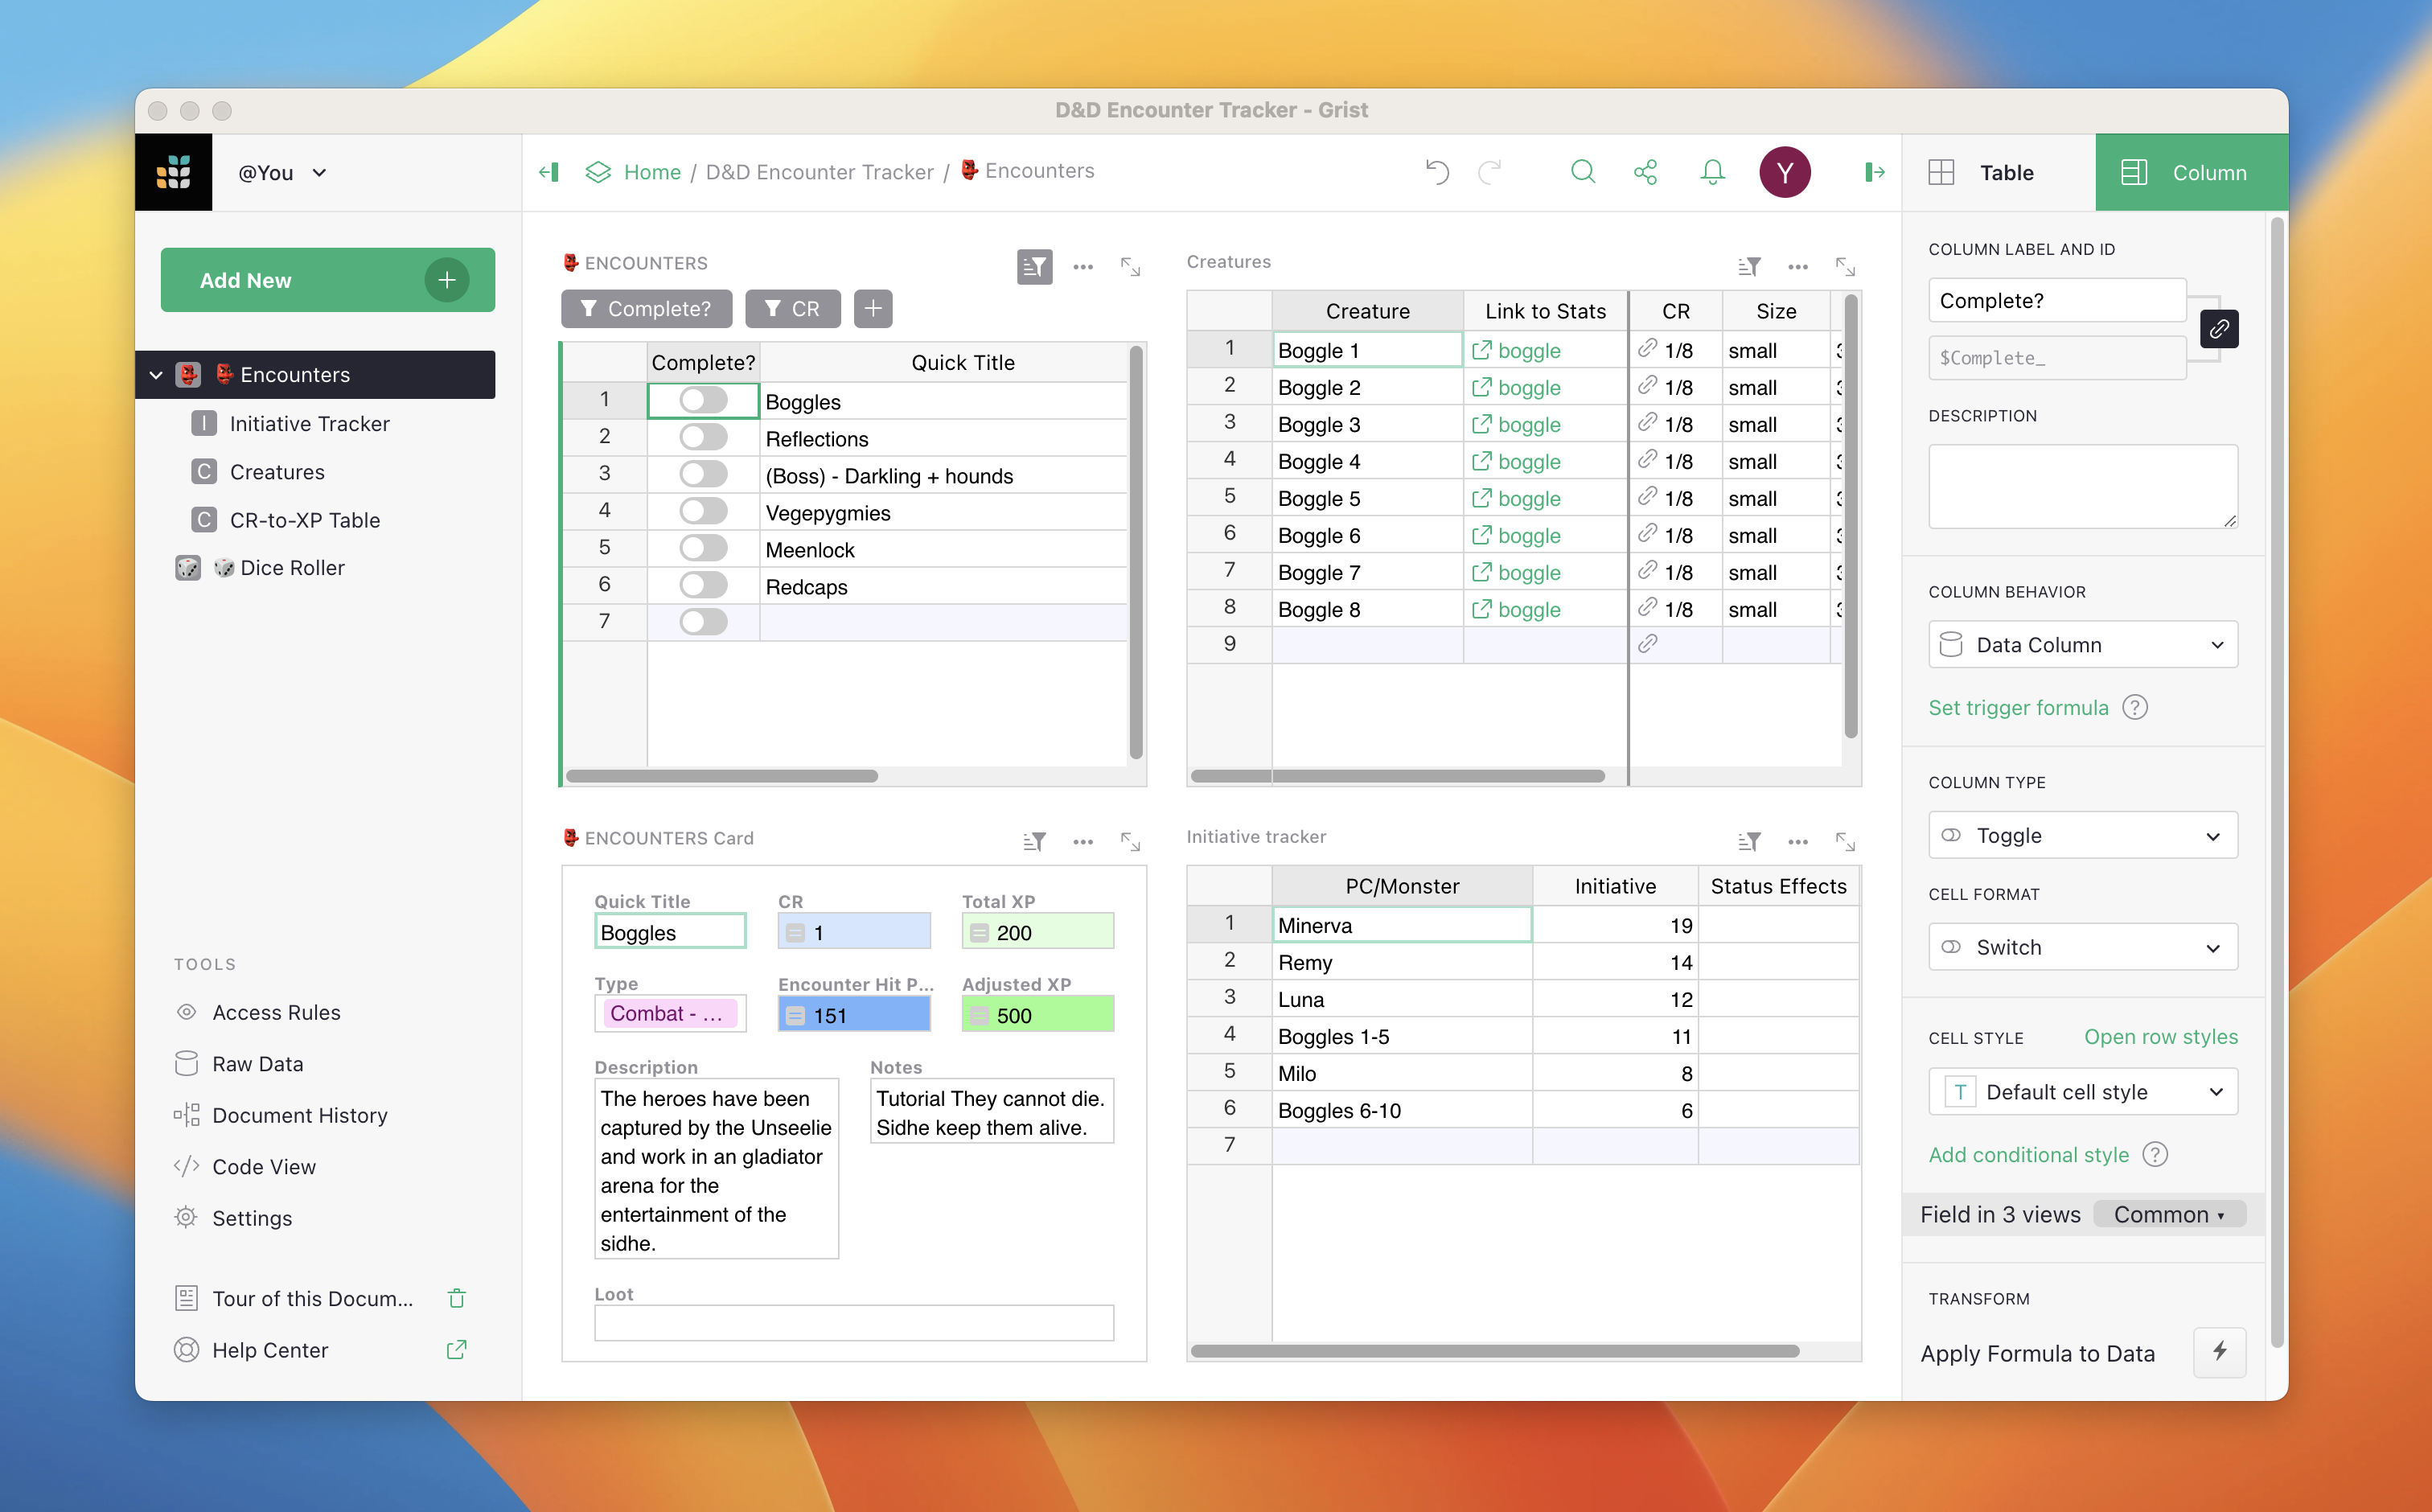 D&D Encounter Tracker - Grist
@You
Home / D&D Encounter Tracker / Encounters
Y
Table
Column
Add New
Encounters
Initiative Tracker
Creatures
CR-to-XP Table
Dice Roller
TOOLS
Access Rules
Raw Data
Document History
Code View
Settings
Tour of this Docum...
Help Center
ENCOUNTERS
Complete?
CR
Complete? Quick Title
1 Boggles
2 Reflections
3 (Boss) - Darkling + hounds
4 Vegepygmies
5 Meenlock
6 Redcaps
7
Creatures
Creature Link to Stats CR Size
1 Boggle 1 boggle 1/8 small
2 Boggle 2 boggle 1/8 small
3 Boggle 3 boggle 1/8 small
4 Boggle 4 boggle 1/8 small
5 Boggle 5 boggle 1/8 small
6 Boggle 6 boggle 1/8 small
7 Boggle 7 boggle 1/8 small
8 Boggle 8 boggle 1/8 small
9
ENCOUNTERS Card
Quick Title CR Total XP
Boggles 1 200
Type Encounter Hit P... Adjusted XP
Combat - ... 151 500
Description
The heroes have been
captured by the Unseelie
and work in an gladiator
arena for the
entertainment of the
sidhe.
Notes
Tutorial They cannot die.
Sidhe keep them alive.
Loot
Initiative tracker
PC/Monster Initiative Status Effects
1 Minerva 19
2 Remy 14
3 Luna 12
4 Boggles 1-5 11
5 Milo 8
6 Boggles 6-10 6
7
COLUMN LABEL AND ID
Complete?
$Complete_
DESCRIPTION
COLUMN BEHAVIOR
Data Column
Set trigger formula ?
COLUMN TYPE
Toggle
CELL FORMAT
Switch
CELL STYLE Open row styles
T Default cell style
Add conditional style ?
Field in 3 views Common
TRANSFORM
Apply Formula to Data